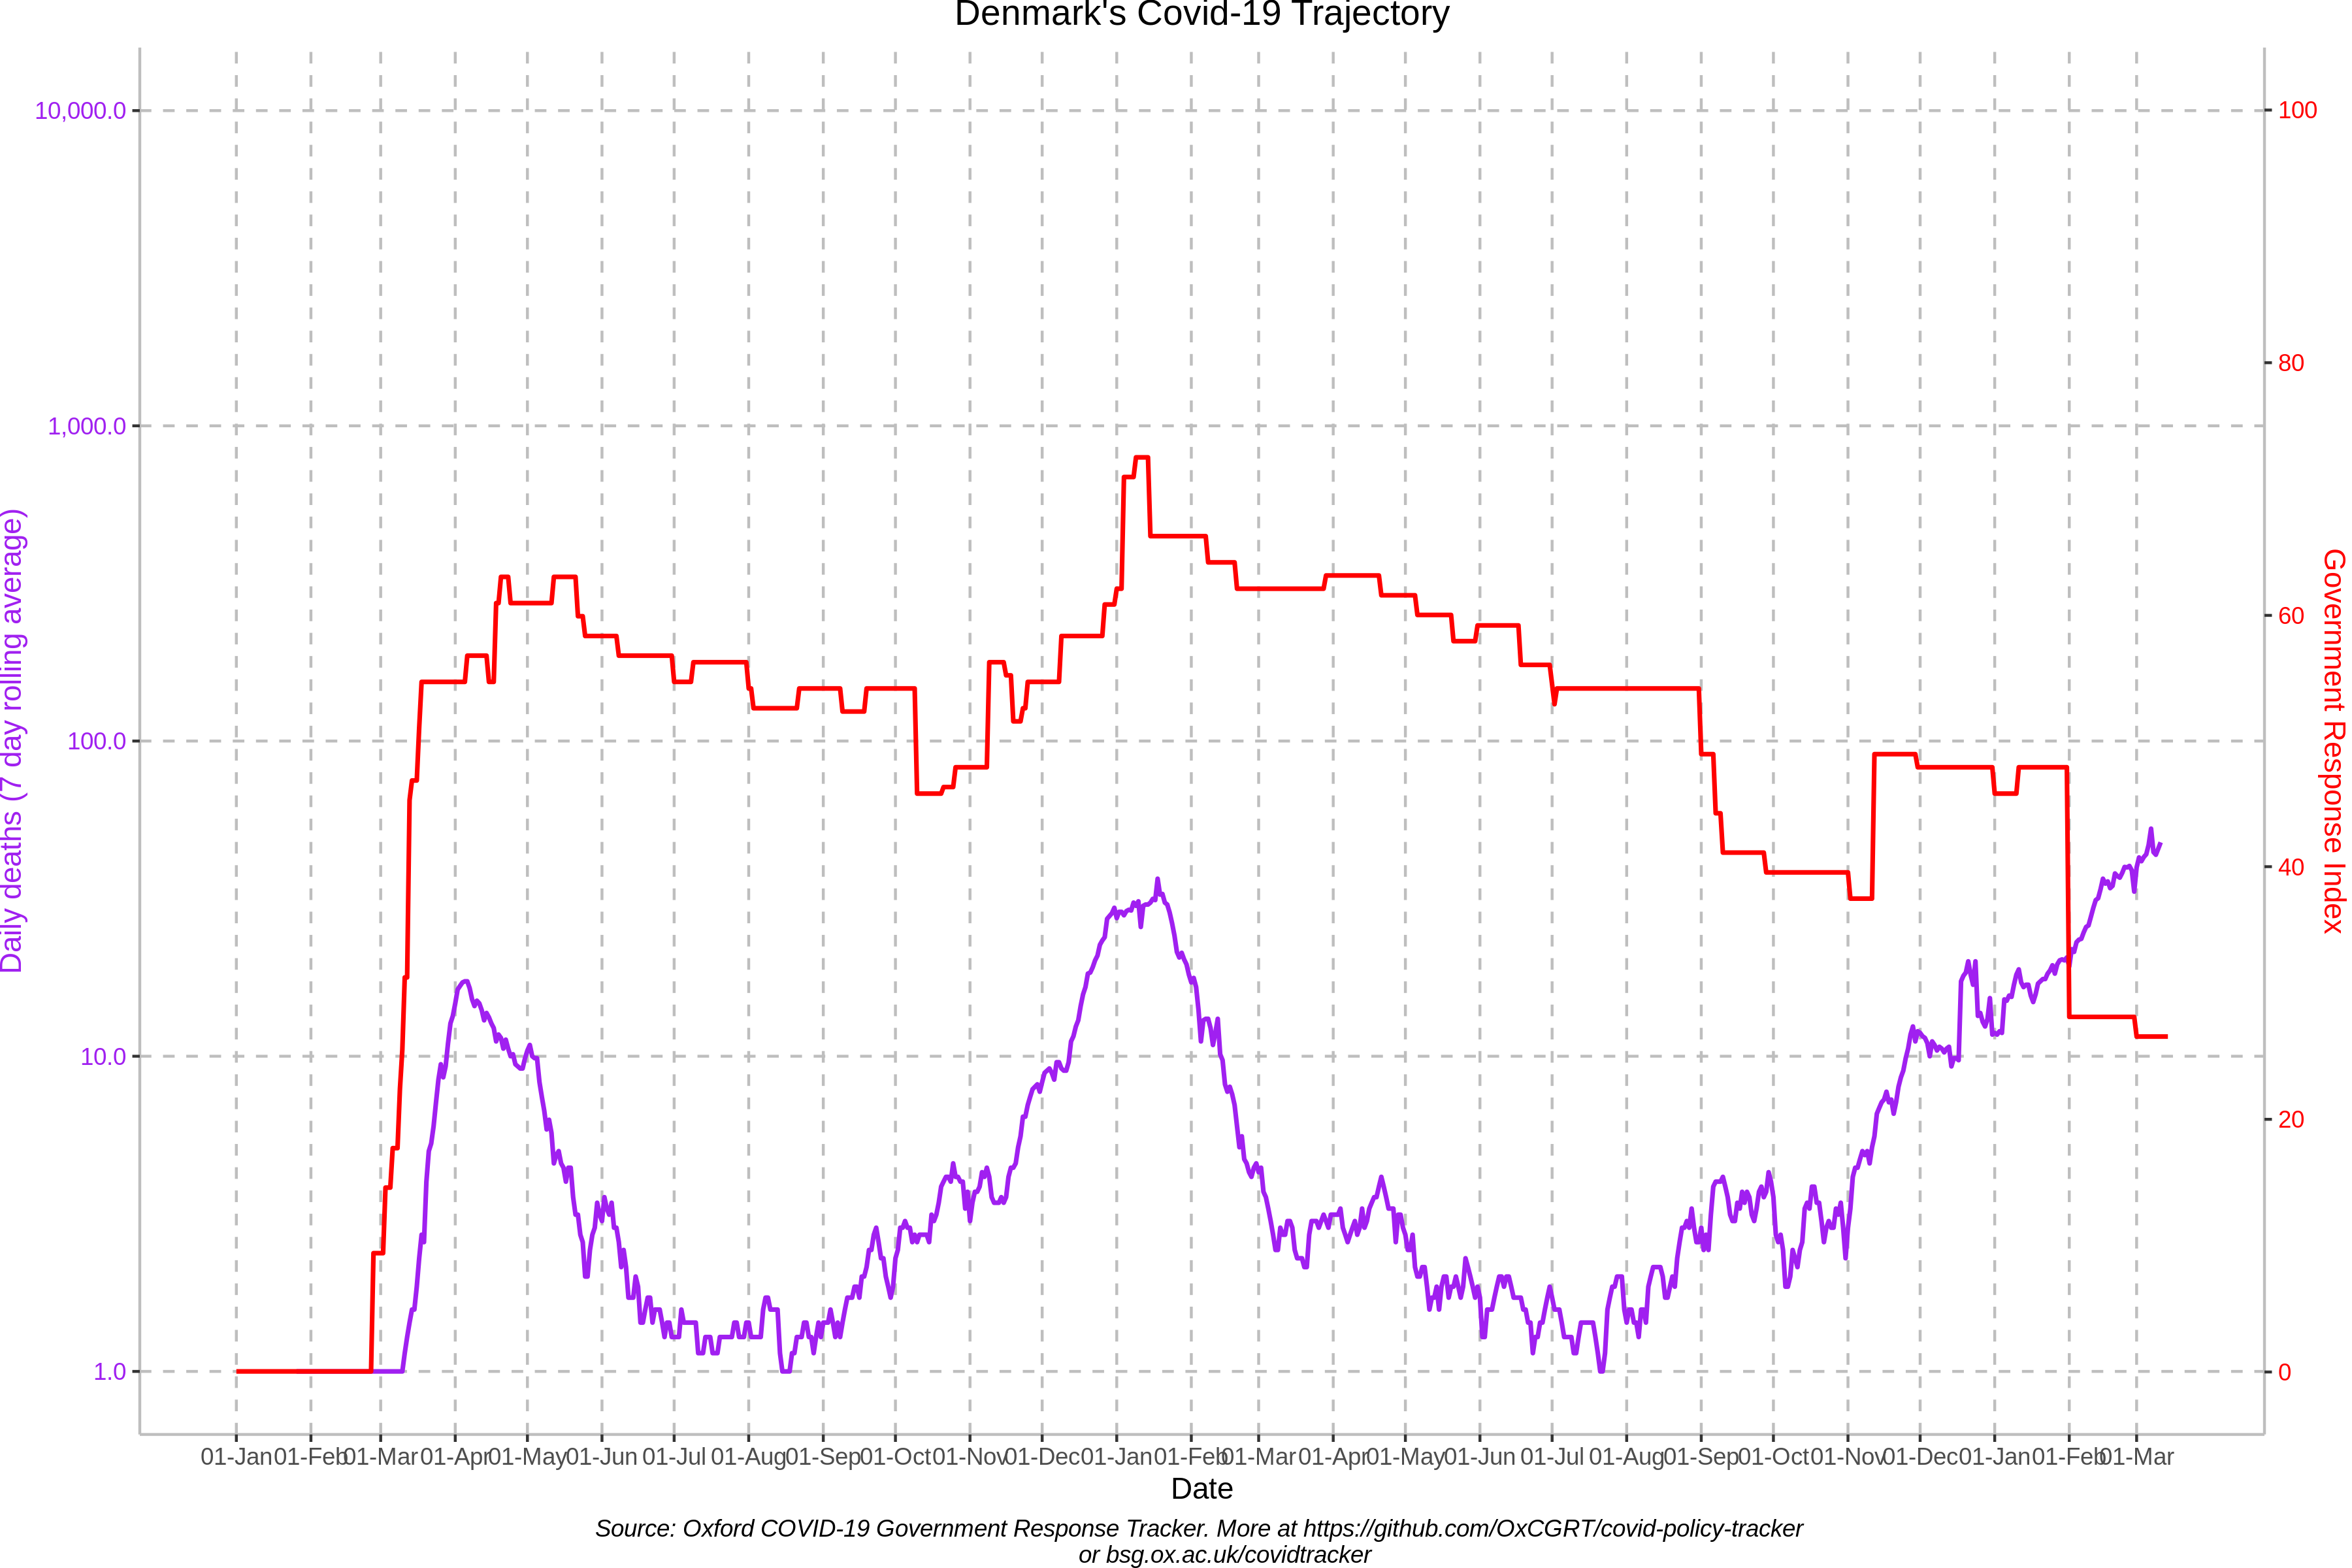 Denmark's Covid-19 Trajectory
10,000.0
1,000.0
100.0
10.0
1.0
Daily deaths (7 day rolling average)
100
80
60
40
20
0
Government Response Index
01-Jan 01-Feb 01-Mar 01-Apr 01-May 01-Jun 01-Jul 01-Aug 01-Sep 01-Oct 01-Nov 01-Dec 01-Jan 01-Feb 01-Mar 01-Apr 01-May 01-Jun 01-Jul 01-Aug 01-Sep 01-Oct 01-Nov 01-Dec 01-Jan 01-Feb 01-Mar
Date
Source: Oxford COVID-19 Government Response Tracker. More at https://github.com/OxCGRT/covid-policy-tracker
or bsg.ox.ac.uk/covidtracker